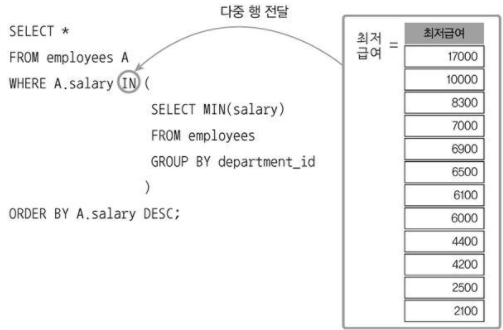 다중 행 전달
SELECT *
FROM employees A
WHERE A.salary IN (
SELECT MIN(salary)
FROM employees
GROUP BY department_id
)
ORDER BY A.salary DESC;
최저
급여 =
최저급여
17000
10000
8300
7000
6900
6500
6100
6000
4400
4200
2500
2100